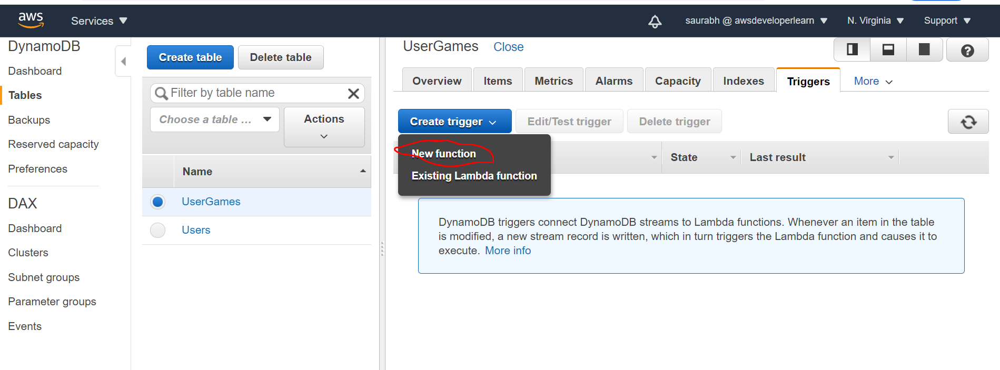 aws
Services
saurabh @ awsdeveloperlearn
N. Virginia
Support
DynamoDB
Dashboard
Tables
Backups
Reserved capacity
Preferences
DAX
Dashboard
Clusters
Subnet groups
Parameter groups
Events
Create table
Delete table
Filter by table name
Choose a table ...
Actions
Name
UserGames
Users
UserGames
Close
?
Overview
Items
Metrics
Alarms
Capacity
Indexes
Triggers
More
Create trigger
Edit/Test trigger
Delete trigger
New function
Existing Lambda function
State
Last result
DynamoDB triggers connect DynamoDB streams to Lambda functions. Whenever an item in the table
is modified, a new stream record is written, which in turn triggers the Lambda function and causes it to
execute. More info